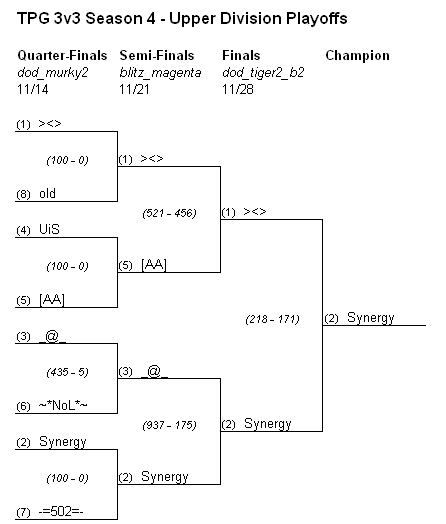 TPG 3v3 Season 4 - Upper Division Playoffs
Quarter-Finals Semi-Finals Finals Champion
dod_murky2 blitz_magenta dod_tiger2_b2
11/14 11/21 11/28
(1) ><>
(100 - 0)
(1) ><>
(8) old
(521 - 456)
(1) ><>
(4) UiS
(100 - 0)
(5) [AA]
(5) [AA]
(218 - 171)
(2) Synergy
(3) _@_
(435 - 5)
(3) _@_
(6) ~*NoL*~
(937 - 175)
(2) Synergy
(2) Synergy
(100 - 0)
(2) Synergy
(7) -=502=-